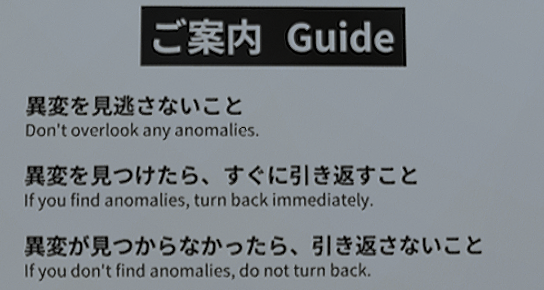 ご案内 Guide
異変を見逃さないこと
Don't overlook any anomalies.
異変を見つけたら、すぐに引き返すこと
If you find anomalies, turn back immediately.
異変が見つからなかったら、引き返さないこと
If you don't find anomalies, do not turn back.